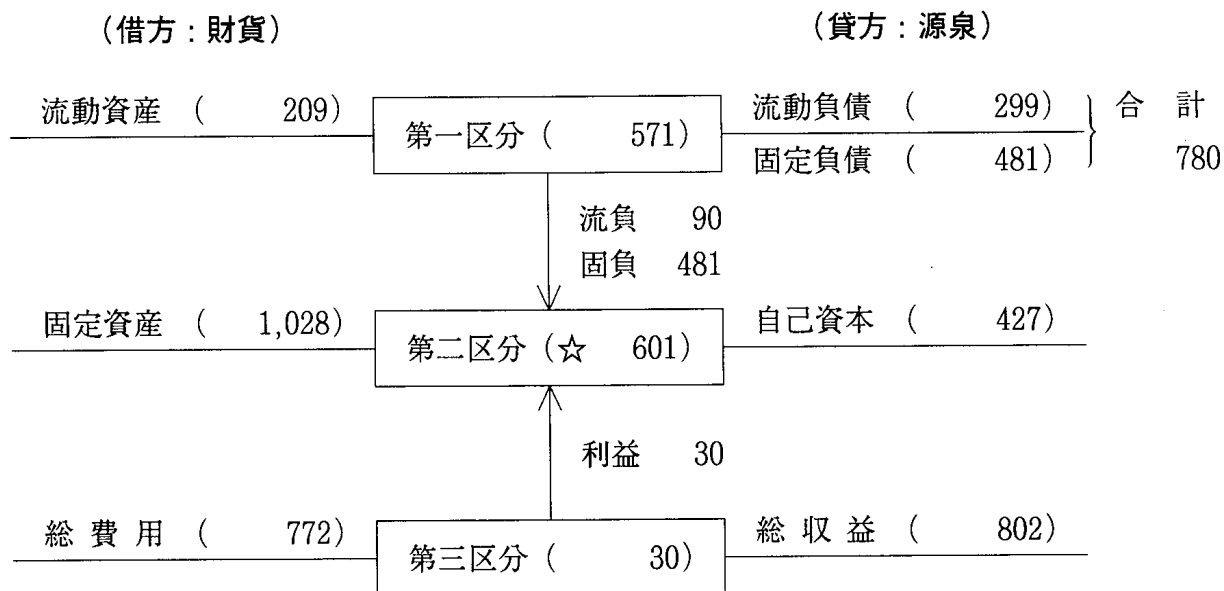 (借方:財貨) (貸方:源泉)
流動資産 ( 209) 第一区分 ( 571) 流動負債 ( 299) 合 計
固定負債 ( 481) 780
流負 90
固負 481
固定資産 ( 1,028) 第二区分 (☆ 601) 自己資本 ( 427)
利益 30
総 費 用 ( 772) 第三区分 ( 30) 総 収 益 ( 802)